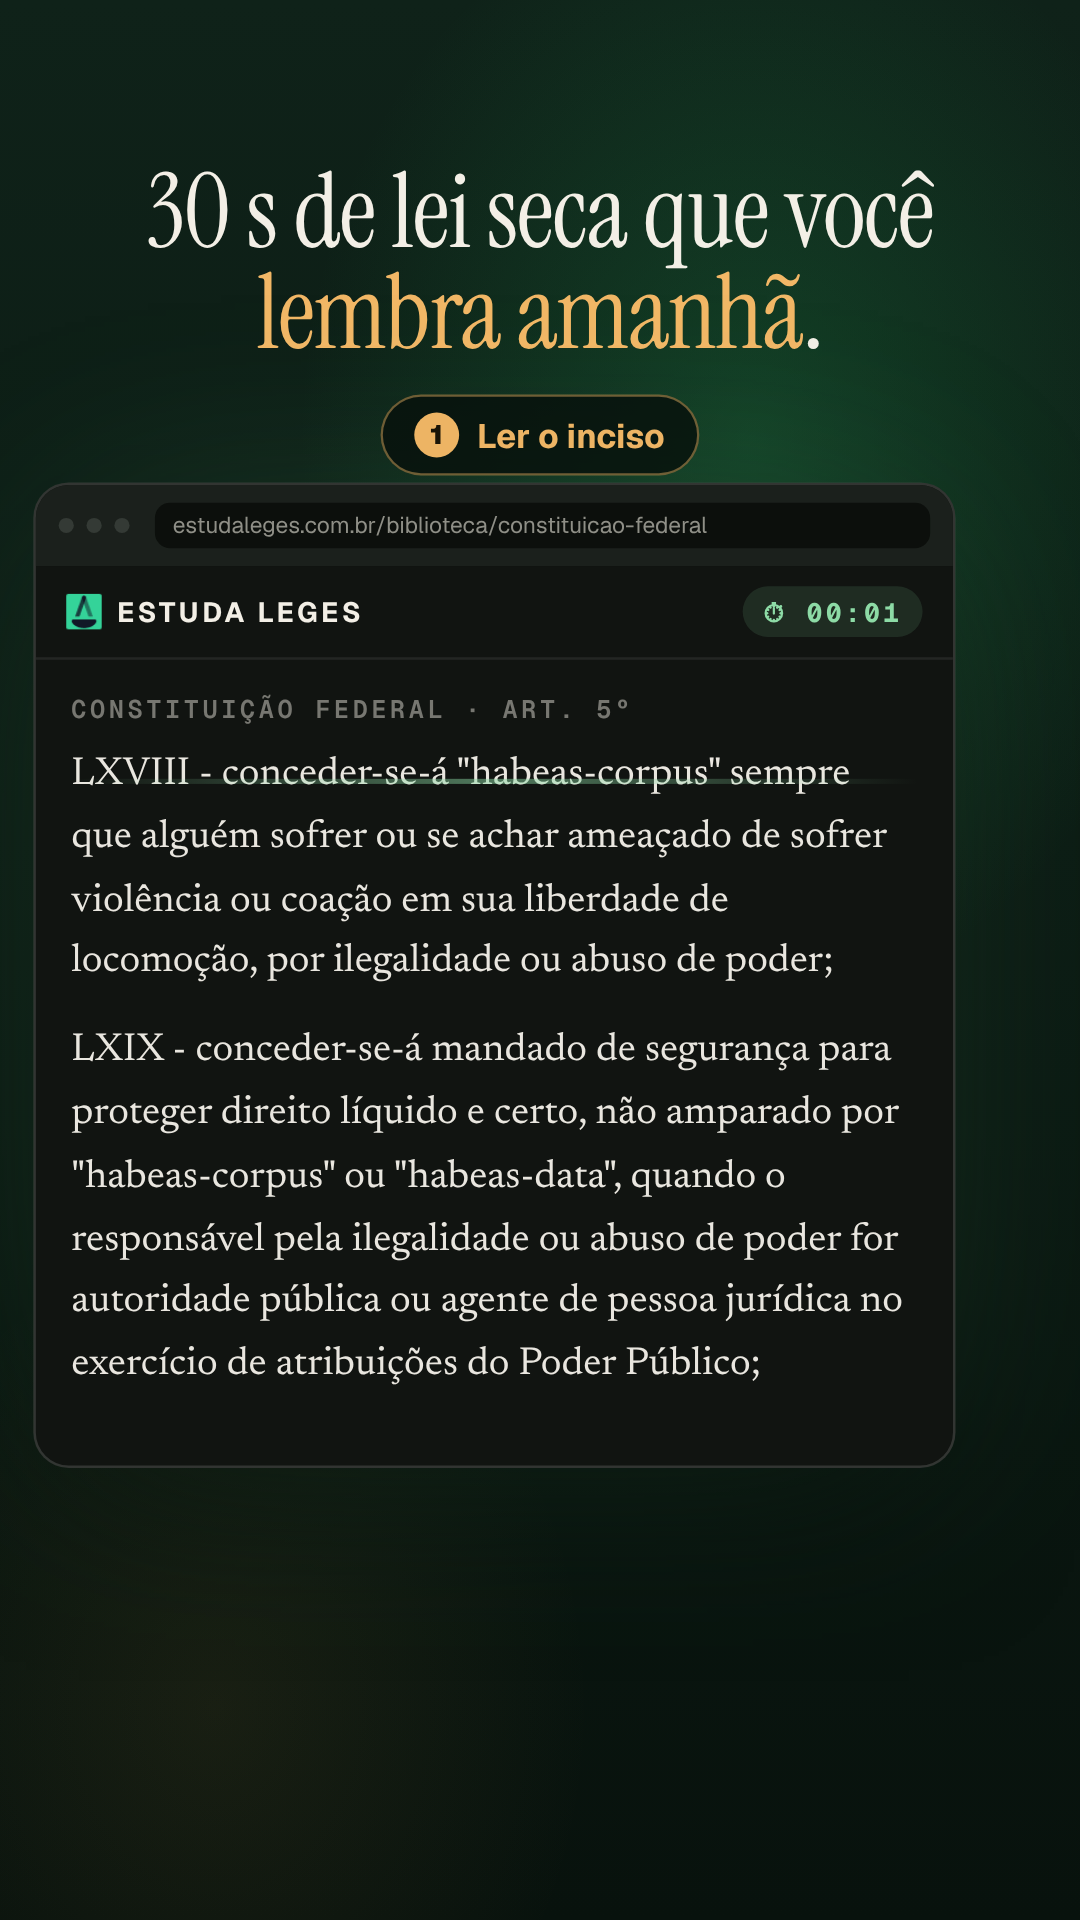 30 s de lei seca que você
lembra amanhã.
1 Ler o inciso
estudaleges.com.br/biblioteca/constituicao-federal
ESTUDA LEGES
⏱ 00:01
CONSTITUIÇÃO FEDERAL · ART. 5º
LXVIII - conceder-se-á "habeas-corpus" sempre
que alguém sofrer ou se achar ameaçado de sofrer
violência ou coação em sua liberdade de
locomoção, por ilegalidade ou abuso de poder;
LXIX - conceder-se-á mandado de segurança para
proteger direito líquido e certo, não amparado por
"habeas-corpus" ou "habeas-data", quando o
responsável pela ilegalidade ou abuso de poder for
autoridade pública ou agente de pessoa jurídica no
exercício de atribuições do Poder Público;